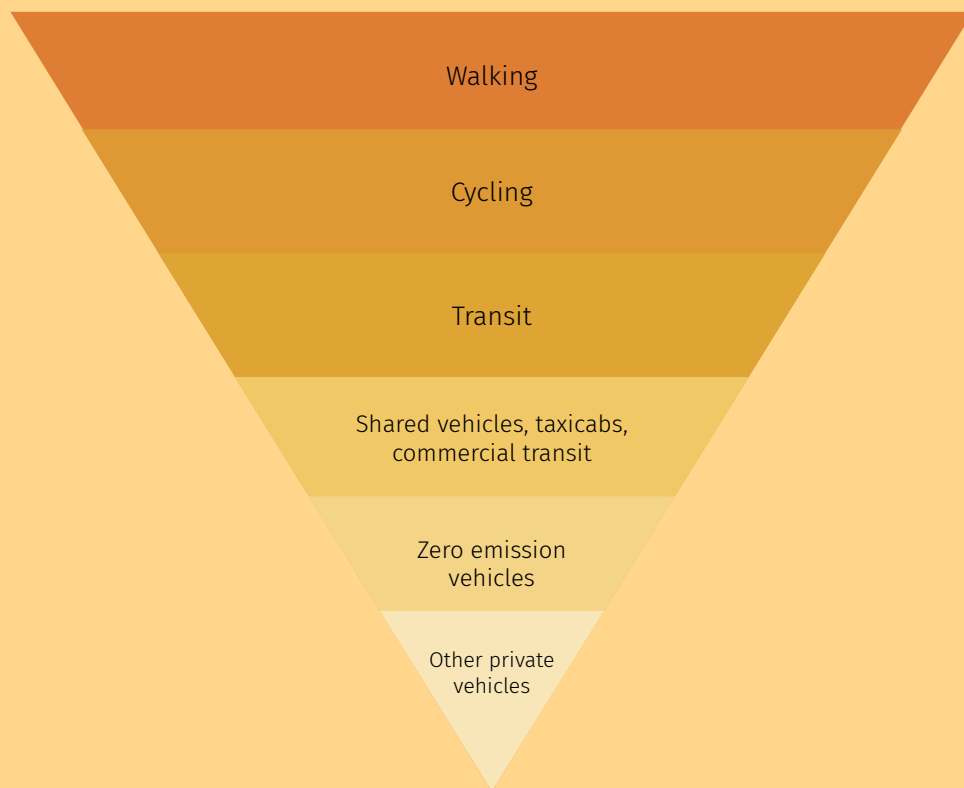 Walking
Cycling
Transit
Shared vehicles, taxicabs,
commercial transit
Zero emission
vehicles
Other private
vehicles